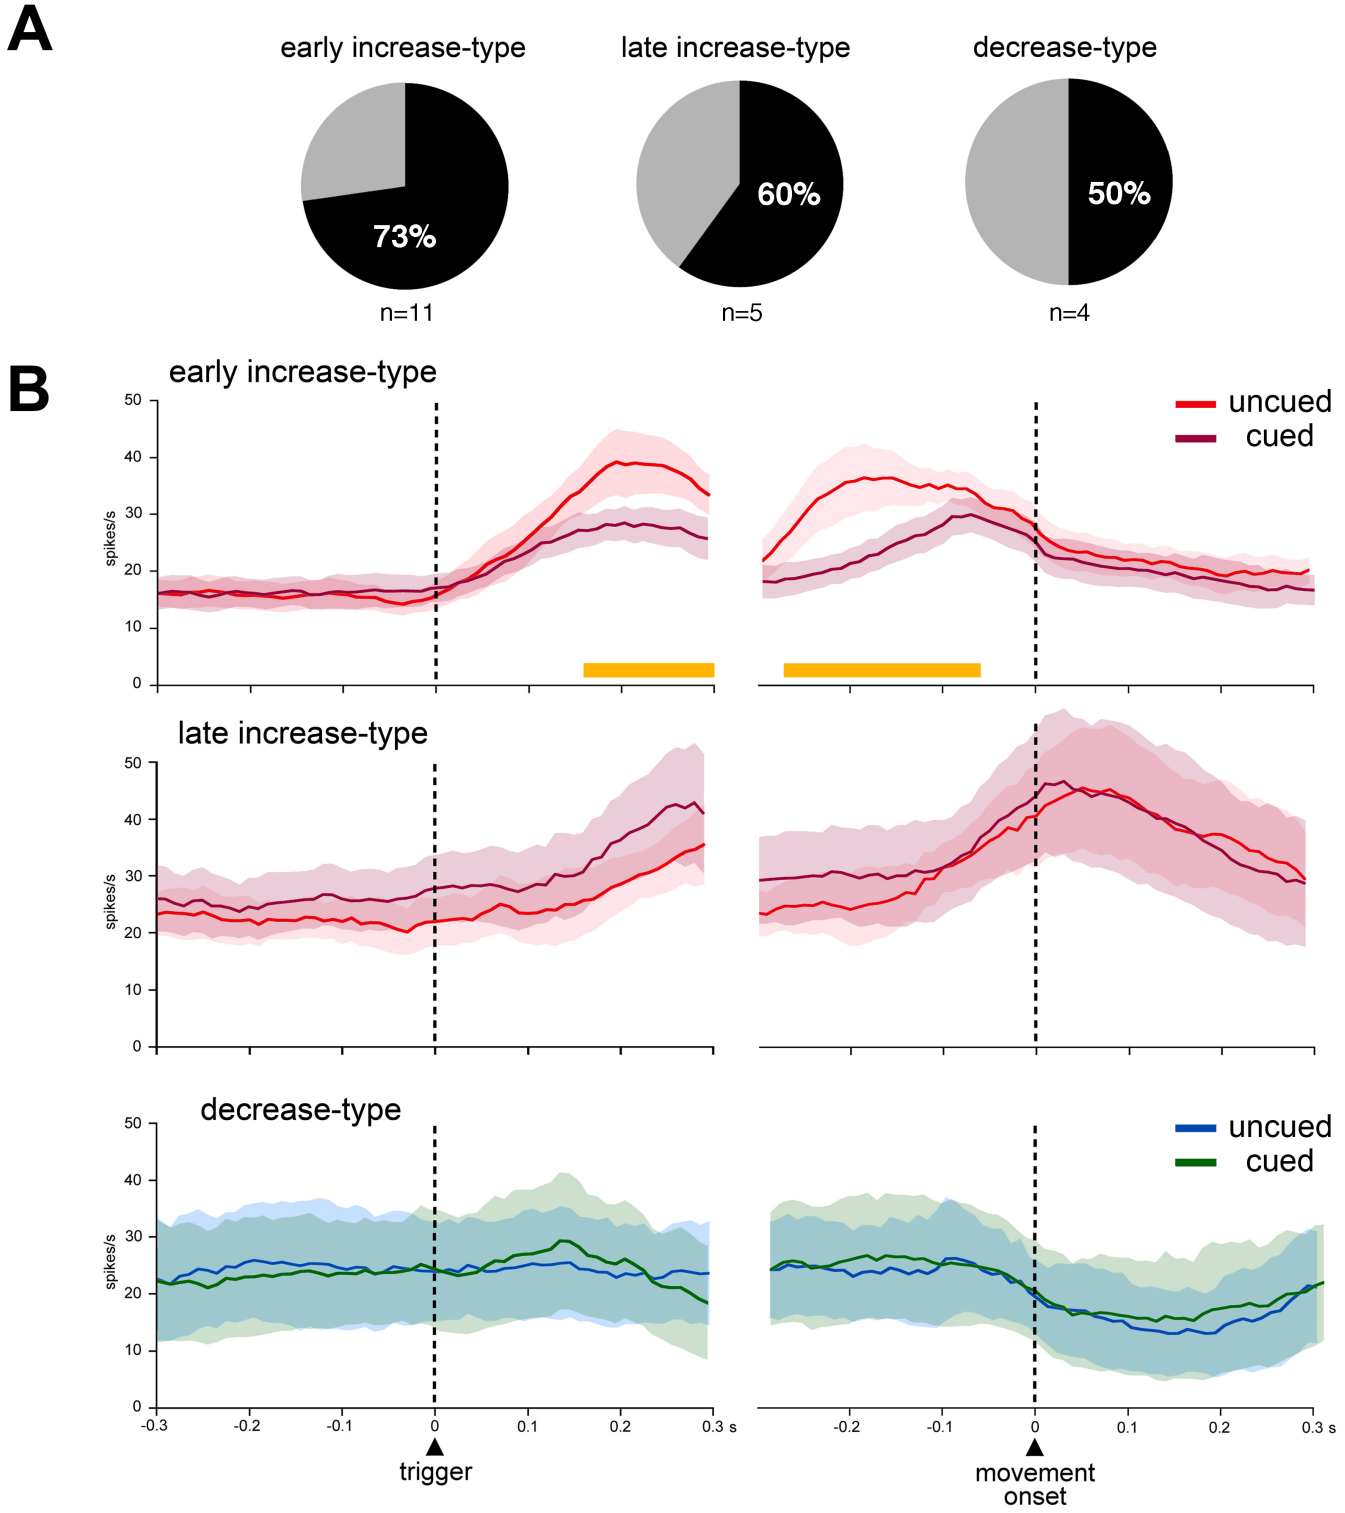 A
early increase-type
late increase-type
decrease-type
73%
60%
50%
n=11
n=5
n=4
B
early increase-type
uncued
cued
50
40
30
20
10
0
spikes/s
late increase-type
50
40
30
20
10
0
spikes/s
decrease-type
uncued
cued
50
40
30
20
10
0
spikes/s
-0.3 -0.2 -0.1 0 0.1 0.2 0.3 s
-0.2 -0.1 0 0.1 0.2 0.3 s
trigger
movement
onset